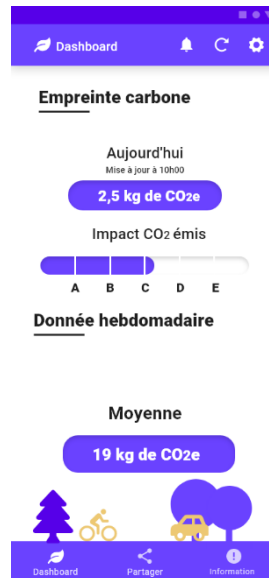 Dashboard
Empreinte carbone
Aujourd'hui
Mise à jour à 10h00
2,5 kg de CO2e
Impact CO2 émis
A B C D E
Donnée hebdomadaire
Moyenne
19 kg de CO2e
Dashboard Partager Information